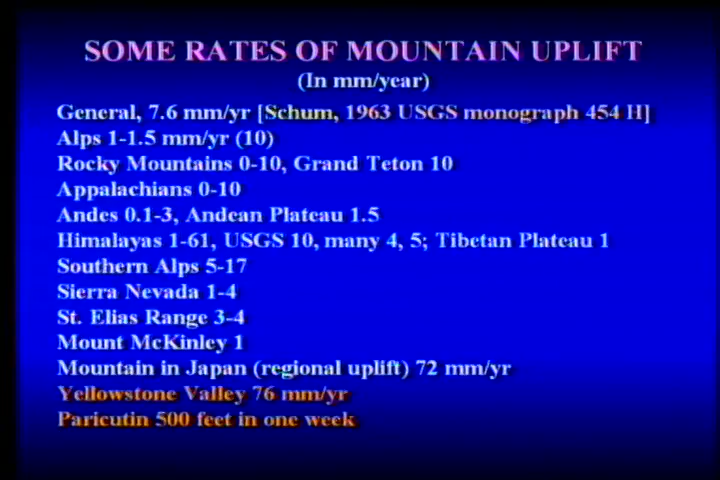 SOME RATES OF MOUNTAIN UPLIFT
(In mm/year)
General, 7.6 mm/yr [Schum, 1963 USGS monograph 454 H]
Alps 1-1.5 mm/yr (10)
Rocky Mountains 0-10, Grand Teton 10
Appalachians 0-10
Andes 0.1-3, Andean Plateau 1.5
Himalayas 1-61, USGS 10, many 4, 5; Tibetan Plateau 1
Southern Alps 5-17
Sierra Nevada 1-4
St. Elias Range 3-4
Mount McKinley 1
Mountain in Japan (regional uplift) 72 mm/yr
Yellowstone Valley 76 mm/yr
Paricutin 500 feet in one week